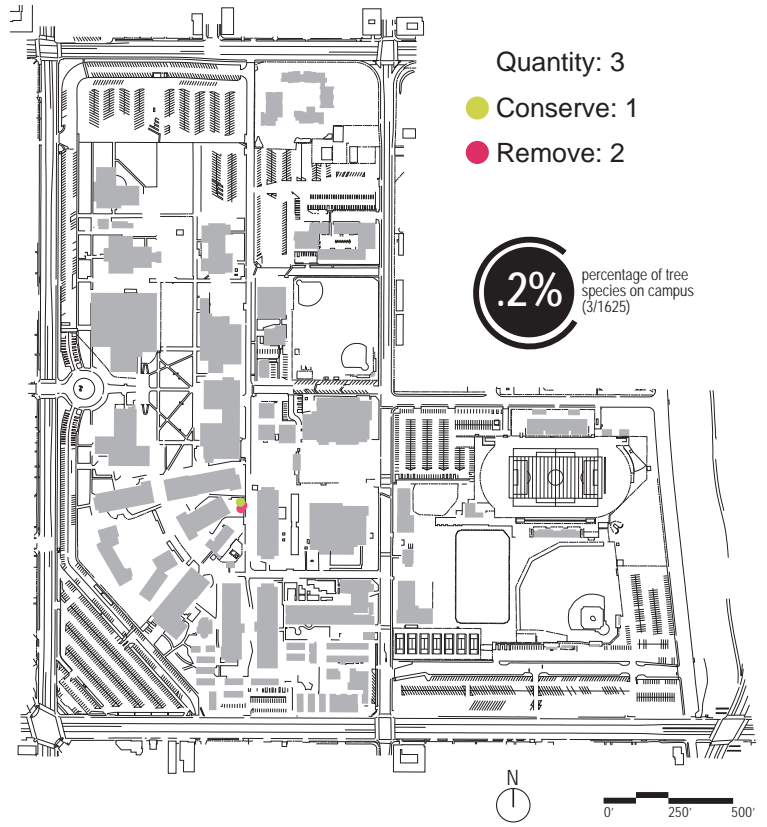 Quantity: 3
Conserve: 1
Remove: 2
.2%
percentage of tree
species on campus
(3/1625)
N
0' 250' 500'